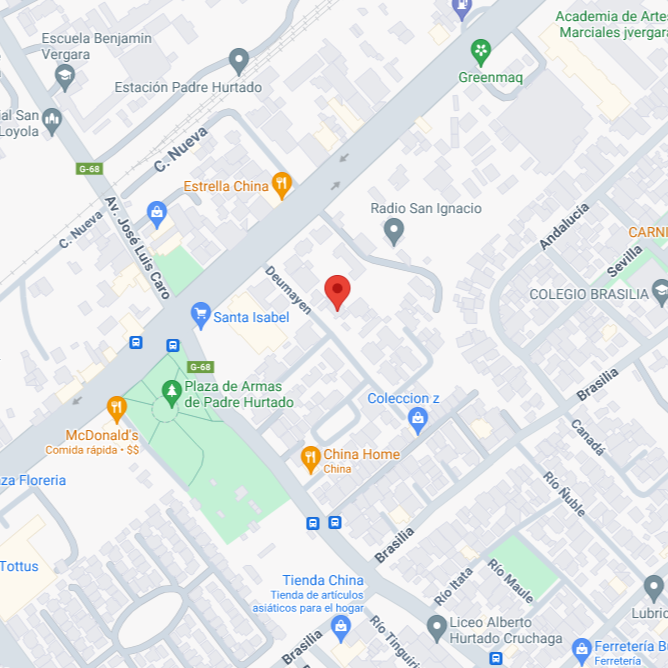 Escuela Benjamin
Vergara
Estación Padre Hurtado
Academia de Arte
Marciales jvergar
Greenmaq
ial San
Loyola
C. Nueva
G-68
Estrella China
Av. José Luis Caro
C. Nueva
Radio San Ignacio
Andalucía
CARNI
Sevilla
COLEGIO BRASILIA
Deumayen
Santa Isabel
G-68
Plaza de Armas
de Padre Hurtado
McDonald's
Comida rápida • $$
Coleccion z
Brasilia
Canadá
China Home
China
za Floreria
Río Ñuble
Tottus
Brasilia
Río Itata
Río Maule
Tienda China
Tienda de artículos
asiáticos para el hogar
Brasilia
Río Tinguiri
Liceo Alberto
Hurtado Cruchaga
Lubric
Ferretería B
Ferretería